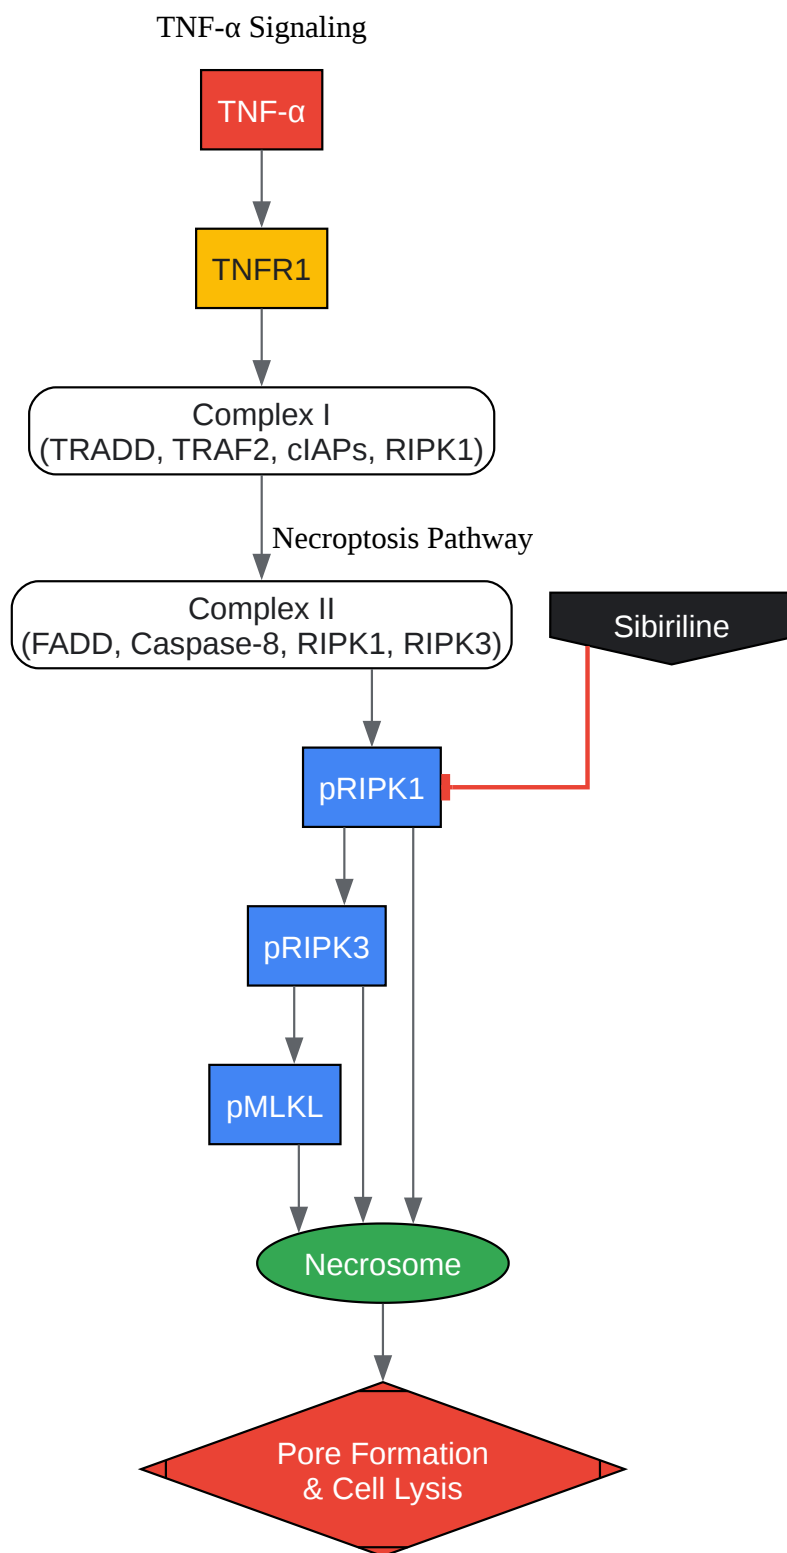 TNF-α Signaling
TNF-α
TNFR1
Complex I
(TRADD, TRAF2, cIAPs, RIPK1)
Necroptosis Pathway
Complex II
(FADD, Caspase-8, RIPK1, RIPK3)
Sibiriline
pRIPK1
pRIPK3
pMLKL
Necrosome
Pore Formation
& Cell Lysis